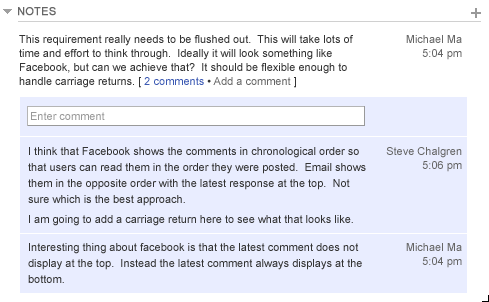 NOTES
This requirement really needs to be flushed out. This will take lots of
Michael Ma
time and effort to think through. Ideally it will look something like
5:04 pm
Facebook, but can we achieve that? It should be flexible enough to
handle carriage returns. [ 2 comments • Add a comment ]
Enter comment
I think that Facebook shows the comments in chronological order so
Steve Chalgren
that users can read them in the order they were posted. Email shows
5:06 pm
them in the opposite order with the latest response at the top. Not
sure which is the best approach.
I am going to add a carriage return here to see what that looks like.
Interesting thing about facebook is that the latest comment does not
Michael Ma
display at the top. Instead the latest comment always displays at the
5:04 pm
bottom.